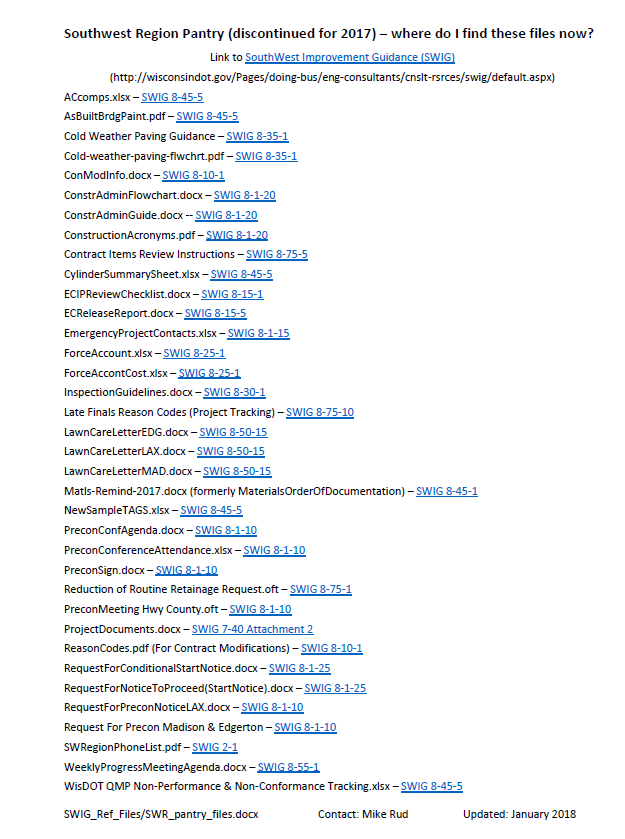 Southwest Region Pantry (discontinued for 2017) – where do I find these files now?
Link to SouthWest Improvement Guidance (SWIG)
(http://wisconsindot.gov/Pages/doing-bus/eng-consultants/cnslt-rsrces/swig/default.aspx)
ACcomps.xlsx – SWIG 8-45-5
AsBuiltBrdgPaint.pdf – SWIG 8-45-5
Cold Weather Paving Guidance – SWIG 8-35-1
Cold-weather-paving-flwchrt.pdf – SWIG 8-35-1
ConModInfo.docx – SWIG 8-10-1
ConstrAdminFlowchart.docx – SWIG 8-1-20
ConstrAdminGuide.docx -- SWIG 8-1-20
ConstructionAcronyms.pdf – SWIG 8-1-20
Contract Items Review Instructions – SWIG 8-75-5
CylinderSummarySheet.xlsx – SWIG 8-45-5
ECIPReviewChecklist.docx – SWIG 8-15-1
ECReleaseReport.docx – SWIG 8-15-5
EmergencyProjectContacts.xlsx – SWIG 8-1-15
ForceAccount.xlsx – SWIG 8-25-1
ForceAccontCost.xlsx – SWIG 8-25-1
InspectionGuidelines.docx – SWIG 8-30-1
Late Finals Reason Codes (Project Tracking) – SWIG 8-75-10
LawnCareLetterEDG.docx – SWIG 8-50-15
LawnCareLetterLAX.docx – SWIG 8-50-15
LawnCareLetterMAD.docx – SWIG 8-50-15
Matls-Remind-2017.docx (formerly MaterialsOrderOfDocumentation) – SWIG 8-45-1
NewSampleTAGS.xlsx – SWIG 8-45-5
PreconConfAgenda.docx – SWIG 8-1-10
PreconConferenceAttendance.xlsx – SWIG 8-1-10
PreconSign.docx – SWIG 8-1-10
Reduction of Routine Retainage Request.oft – SWIG 8-75-1
PreconMeeting Hwy County.oft – SWIG 8-1-10
ProjectDocuments.docx – SWIG 7-40 Attachment 2
ReasonCodes.pdf (For Contract Modifications) – SWIG 8-10-1
RequestForConditionalStartNotice.docx – SWIG 8-1-25
RequestForNoticeToProceed(StartNotice).docx – SWIG 8-1-25
RequestForPreconNoticeLAX.docx – SWIG 8-1-10
Request For Precon Madison & Edgerton – SWIG 8-1-10
SWRegionPhoneList.pdf – SWIG 2-1
WeeklyProgressMeetingAgenda.docx – SWIG 8-55-1
WisDOT QMP Non-Performance & Non-Conformance Tracking.xlsx – SWIG 8-45-5
SWIG_Ref_Files/SWR_pantry_files.docx Contact: Mike Rud Updated: January 2018